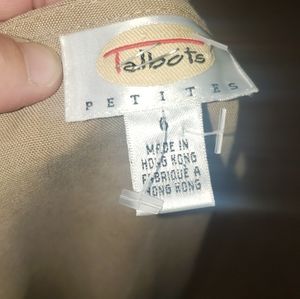 Talbots
PETITES
6
MADE IN
HONG KONG
FABRIQUE A
HONG KONG